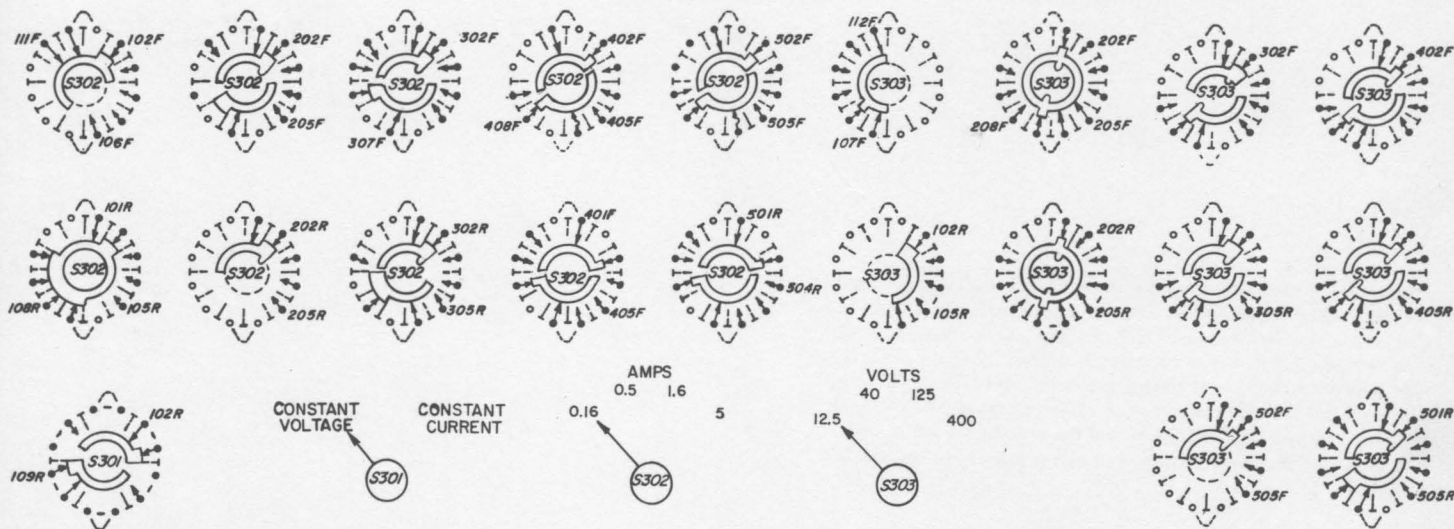 111F 102F S302 106F
202F S302 205F
302F S302 307F
402F S302 408F 405F
502F S302 505F
112F S303 107F
202F S303 208F 205F
302F S303
402F S303
101R S302 108R 105R
202R S302 205R
302R S302 305R
401F S302 405F
501R S302 504R
102R S303 105R
202R S303 205R
S303 305R
S303 405R
102R S301 109R
CONSTANT VOLTAGE
CONSTANT CURRENT
S301
AMPS
0.5 1.6
0.16 5
S302
VOLTS
40 125
12.5 400
S303
502F S303 505F
501R S303 505R